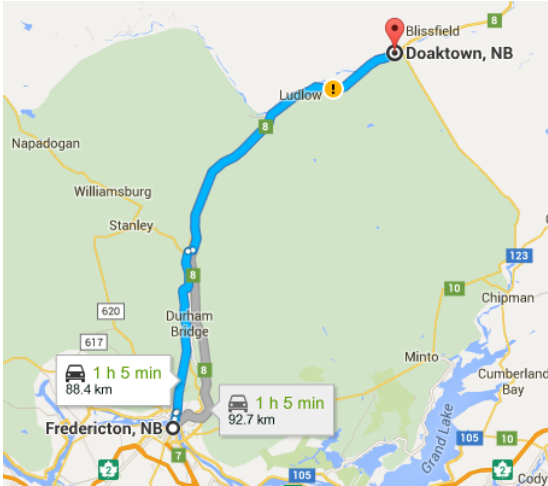 8
Blissfield
Doaktown, NB
Ludlow
!
8
Napadogan
Williamsburg
Stanley
8
123
10
Chipman
620
Durham
Bridge
617
Minto
1 h 5 min
88.4 km
8
Cumberland
Bay
1 h 5 min
92.7 km
Grand Lake
Fredericton, NB
7
105
10
2
105
2
Cody